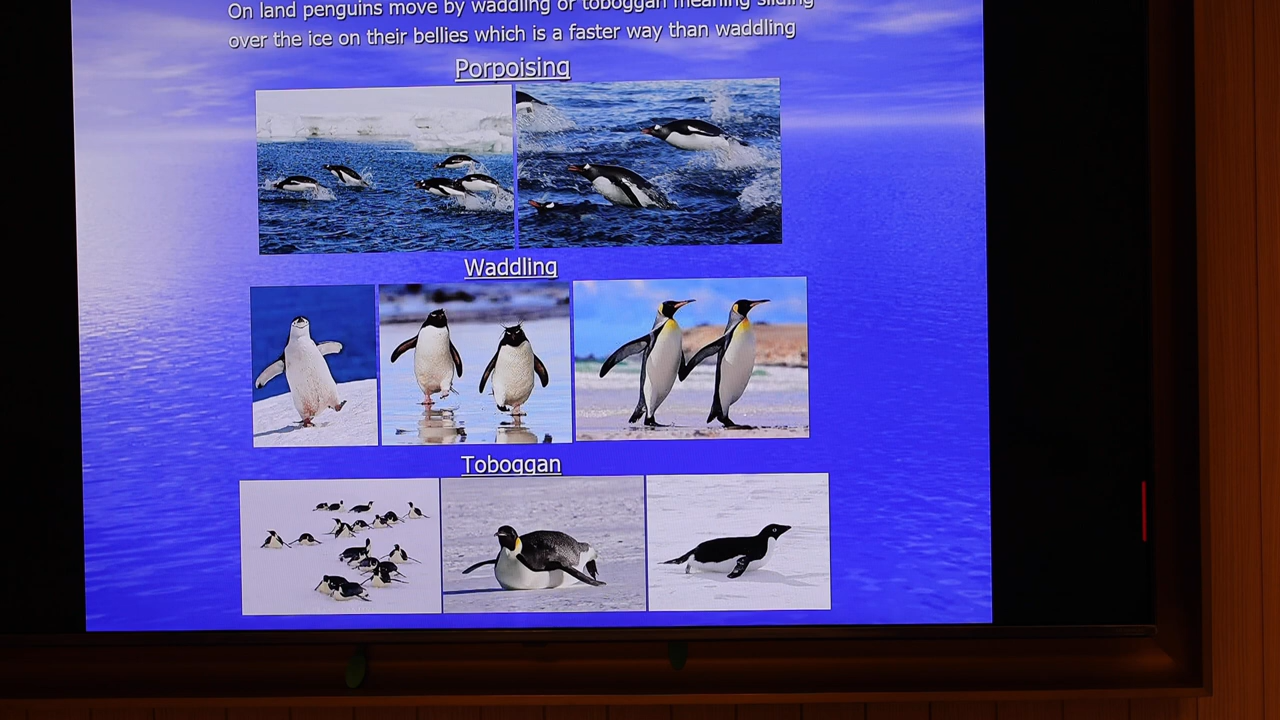 On land penguins move by waddling or toboggan meaning sliding
over the ice on their bellies which is a faster way than waddling
Porpoising
Waddling
Toboggan